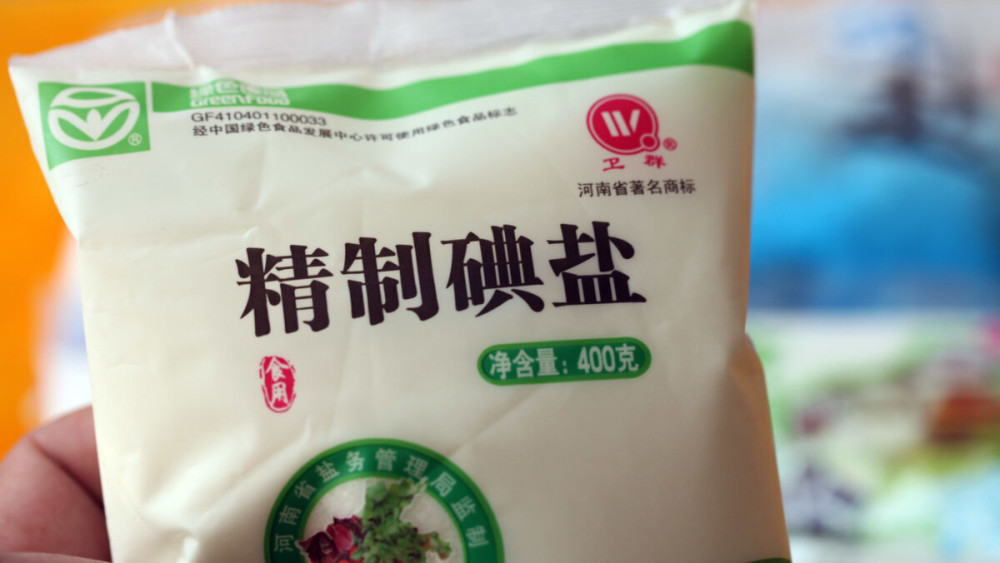 绿色食品
GreenFood
GF410401100033
经中国绿色食品发展中心许可使用绿色食品标志
®
W
®
卫群
河南省著名商标
精制碘盐
净含量：400克
食用
河南省盐务管理局监制